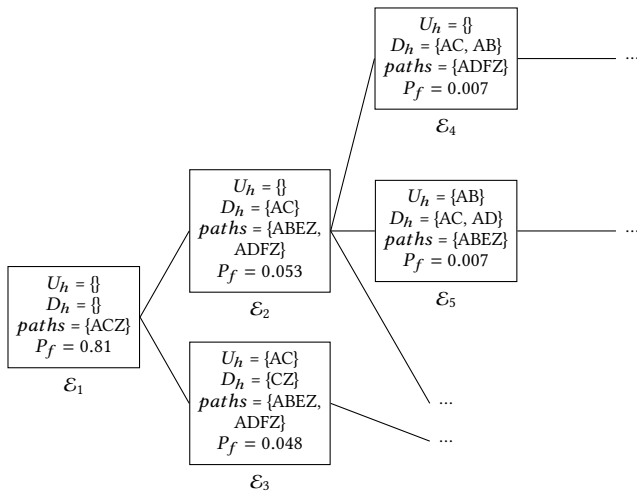 U_h = {}
D_h = {AC, AB}
paths = {ADFZ}
P_f = 0.007
ℰ_4
...
U_h = {}
D_h = {AC}
paths = {ABEZ,
ADFZ}
P_f = 0.053
ℰ_2
U_h = {AB}
D_h = {AC, AD}
paths = {ABEZ}
P_f = 0.007
ℰ_5
...
U_h = {}
D_h = {}
paths = {ACZ}
P_f = 0.81
ℰ_1
U_h = {AC}
D_h = {CZ}
paths = {ABEZ,
ADFZ}
P_f = 0.048
ℰ_3
...
...